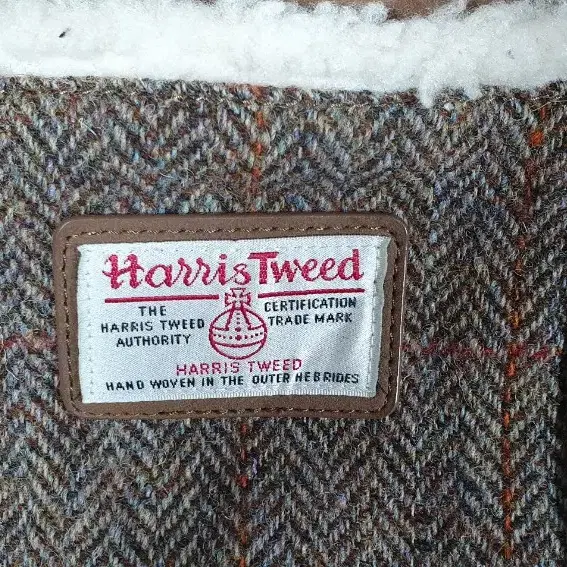 Harris Tweed
THE
HARRIS TWEED
AUTHORITY
CERTIFICATION
TRADE MARK
HARRIS TWEED
HAND WOVEN IN THE OUTER HEBRIDES